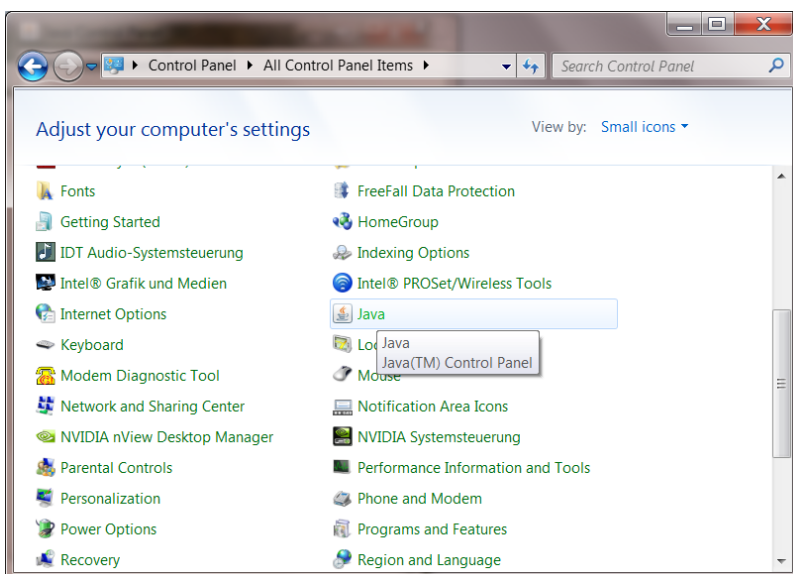 Control Panel ▸ All Control Panel Items ▸
Search Control Panel
Adjust your computer's settings
View by: Small icons
Fonts
FreeFall Data Protection
Getting Started
HomeGroup
IDT Audio-Systemsteuerung
Indexing Options
Intel® Grafik und Medien
Intel® PROSet/Wireless Tools
Internet Options
Java
Keyboard
Java
Java(TM) Control Panel
Modem Diagnostic Tool
Mouse
Network and Sharing Center
Notification Area Icons
NVIDIA nView Desktop Manager
NVIDIA Systemsteuerung
Parental Controls
Performance Information and Tools
Personalization
Phone and Modem
Power Options
Programs and Features
Recovery
Region and Language